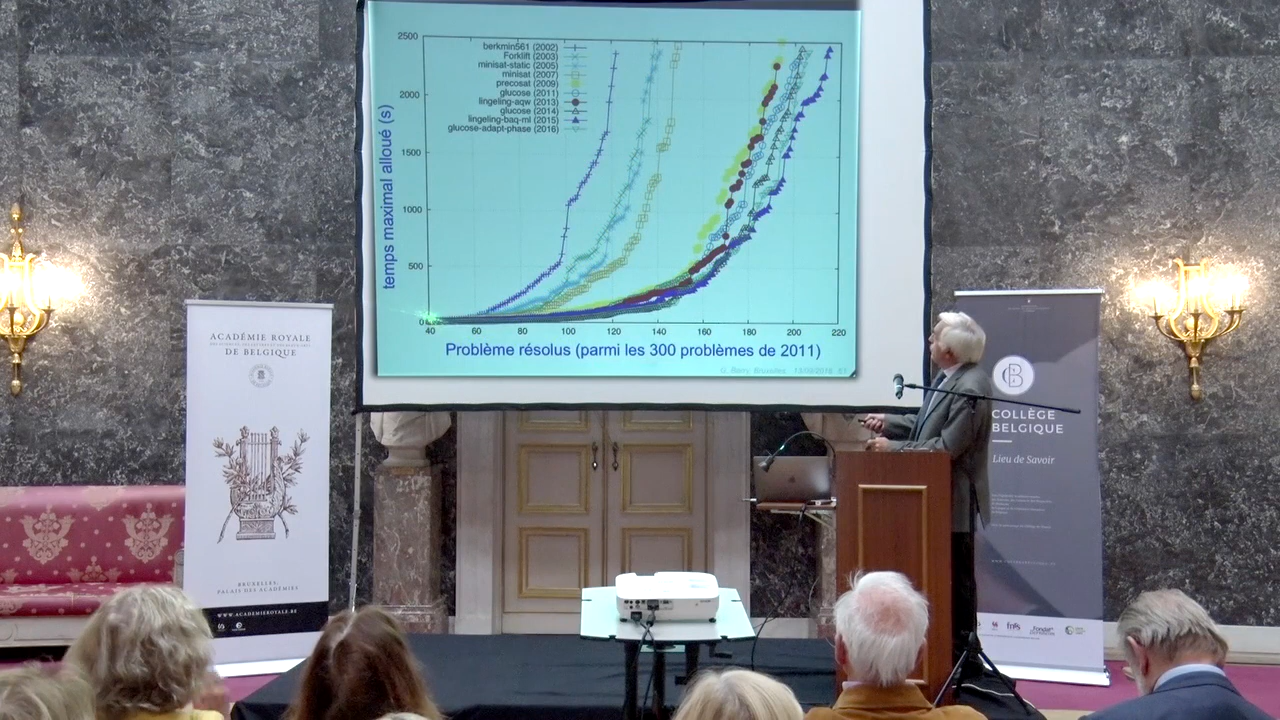 2500
2000
1500
1000
500
0
temps maximal alloué (s)
berkmin561 (2002)
Forklift (2003)
minisat-static (2005)
minisat (2007)
precosat (2009)
glucose (2011)
lingeling-aqw (2013)
glucose (2014)
lingeling-baq-ml (2015)
glucose-adapt-phase (2016)
40 60 80 100 120 140 160 180 200 220
Problème résolus (parmi les 300 problèmes de 2011)
G. Berry, Bruxelles
ACADÉMIE ROYALE
DE BELGIQUE
BRUXELLES,
PALAIS DES ACADÉMIES
WWW.ACADEMIEROYALE.BE
COLLÈGE
BELGIQUE
Lieu de Savoir
fnrs